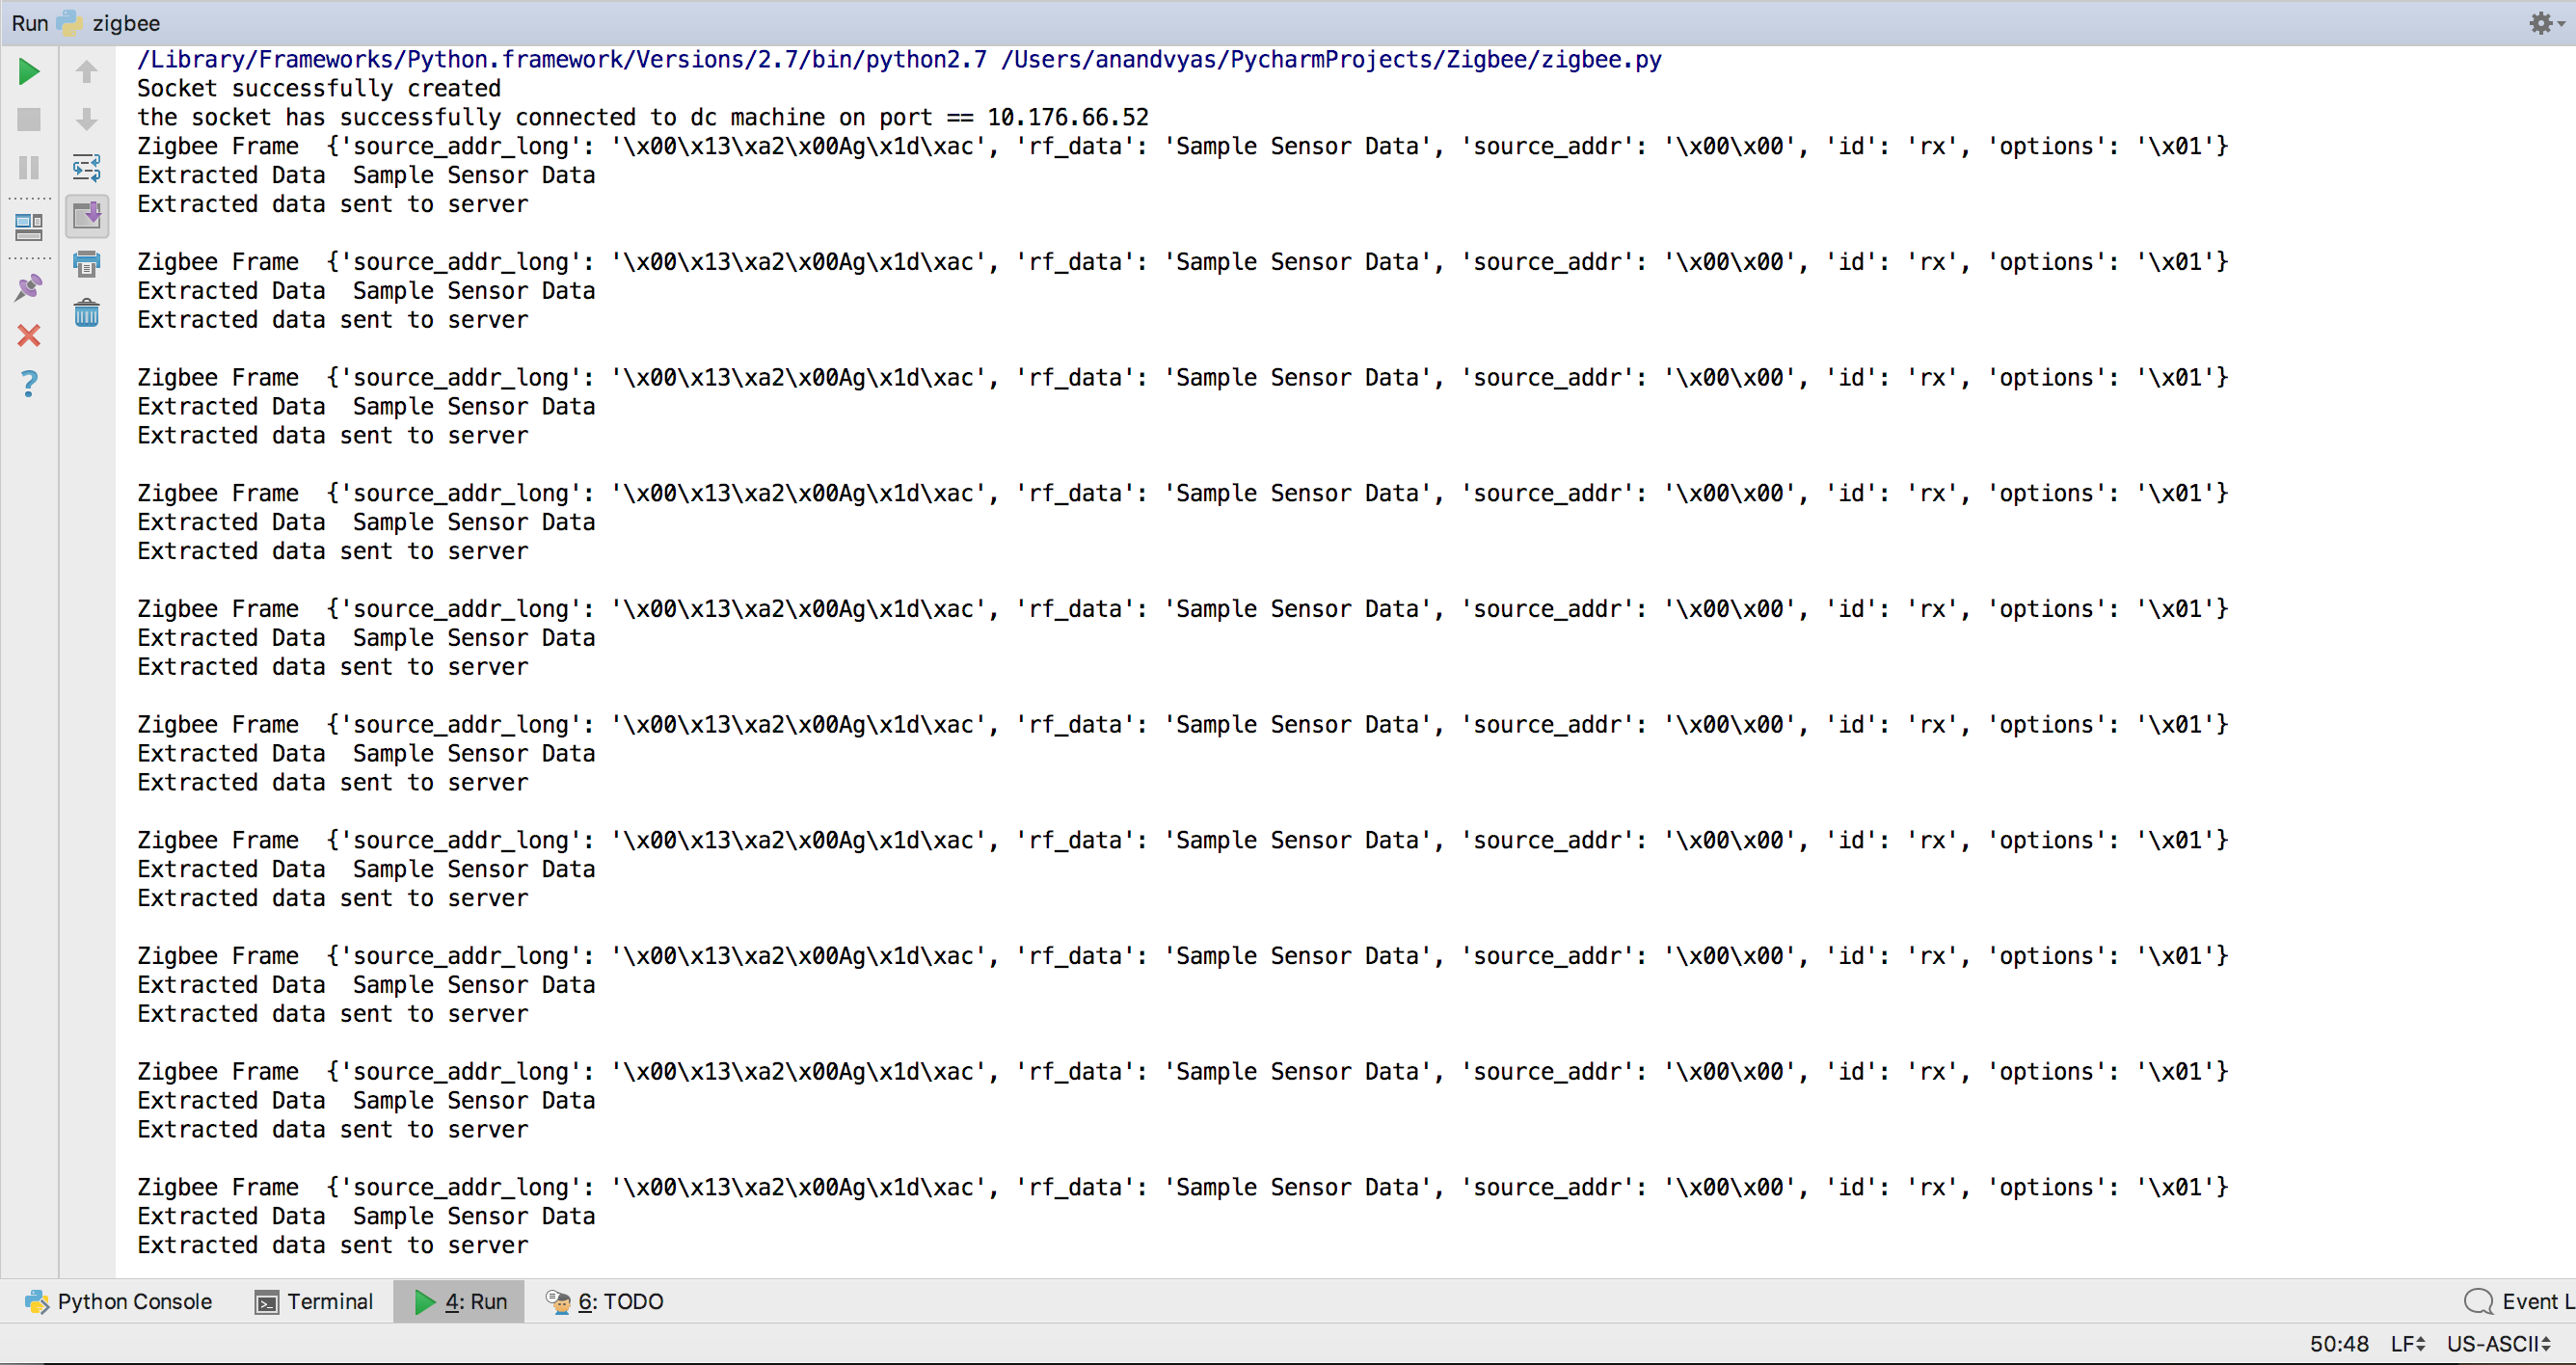 Run zigbee
/Library/Frameworks/Python.framework/Versions/2.7/bin/python2.7 /Users/anandvyas/PycharmProjects/Zigbee/zigbee.py
Socket successfully created
the socket has successfully connected to dc machine on port == 10.176.66.52
Zigbee Frame  {'source_addr_long': '\x00\x13\xa2\x00Ag\x1d\xac', 'rf_data': 'Sample Sensor Data', 'source_addr': '\x00\x00', 'id': 'rx', 'options': '\x01'}
Extracted Data  Sample Sensor Data
Extracted data sent to server
Zigbee Frame  {'source_addr_long': '\x00\x13\xa2\x00Ag\x1d\xac', 'rf_data': 'Sample Sensor Data', 'source_addr': '\x00\x00', 'id': 'rx', 'options': '\x01'}
Extracted Data  Sample Sensor Data
Extracted data sent to server
Zigbee Frame  {'source_addr_long': '\x00\x13\xa2\x00Ag\x1d\xac', 'rf_data': 'Sample Sensor Data', 'source_addr': '\x00\x00', 'id': 'rx', 'options': '\x01'}
Extracted Data  Sample Sensor Data
Extracted data sent to server
Zigbee Frame  {'source_addr_long': '\x00\x13\xa2\x00Ag\x1d\xac', 'rf_data': 'Sample Sensor Data', 'source_addr': '\x00\x00', 'id': 'rx', 'options': '\x01'}
Extracted Data  Sample Sensor Data
Extracted data sent to server
Zigbee Frame  {'source_addr_long': '\x00\x13\xa2\x00Ag\x1d\xac', 'rf_data': 'Sample Sensor Data', 'source_addr': '\x00\x00', 'id': 'rx', 'options': '\x01'}
Extracted Data  Sample Sensor Data
Extracted data sent to server
Zigbee Frame  {'source_addr_long': '\x00\x13\xa2\x00Ag\x1d\xac', 'rf_data': 'Sample Sensor Data', 'source_addr': '\x00\x00', 'id': 'rx', 'options': '\x01'}
Extracted Data  Sample Sensor Data
Extracted data sent to server
Zigbee Frame  {'source_addr_long': '\x00\x13\xa2\x00Ag\x1d\xac', 'rf_data': 'Sample Sensor Data', 'source_addr': '\x00\x00', 'id': 'rx', 'options': '\x01'}
Extracted Data  Sample Sensor Data
Extracted data sent to server
Zigbee Frame  {'source_addr_long': '\x00\x13\xa2\x00Ag\x1d\xac', 'rf_data': 'Sample Sensor Data', 'source_addr': '\x00\x00', 'id': 'rx', 'options': '\x01'}
Extracted Data  Sample Sensor Data
Extracted data sent to server
Zigbee Frame  {'source_addr_long': '\x00\x13\xa2\x00Ag\x1d\xac', 'rf_data': 'Sample Sensor Data', 'source_addr': '\x00\x00', 'id': 'rx', 'options': '\x01'}
Extracted Data  Sample Sensor Data
Extracted data sent to server
Zigbee Frame  {'source_addr_long': '\x00\x13\xa2\x00Ag\x1d\xac', 'rf_data': 'Sample Sensor Data', 'source_addr': '\x00\x00', 'id': 'rx', 'options': '\x01'}
Extracted Data  Sample Sensor Data
Extracted data sent to server
Python Console Terminal 4: Run 6: TODO Event L
50:48 LF US-ASCII